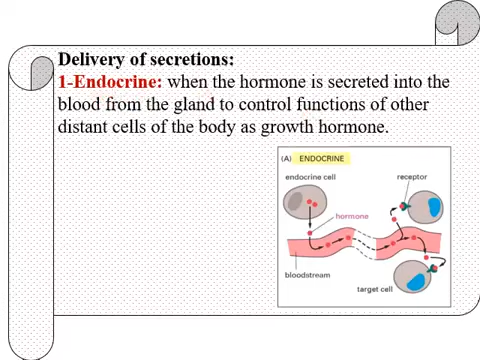 Delivery of secretions:
1-Endocrine: when the hormone is secreted into the
blood from the gland to control functions of other
distant cells of the body as growth hormone.
(A) ENDOCRINE
endocrine cell
receptor
hormone
bloodstream
target cell